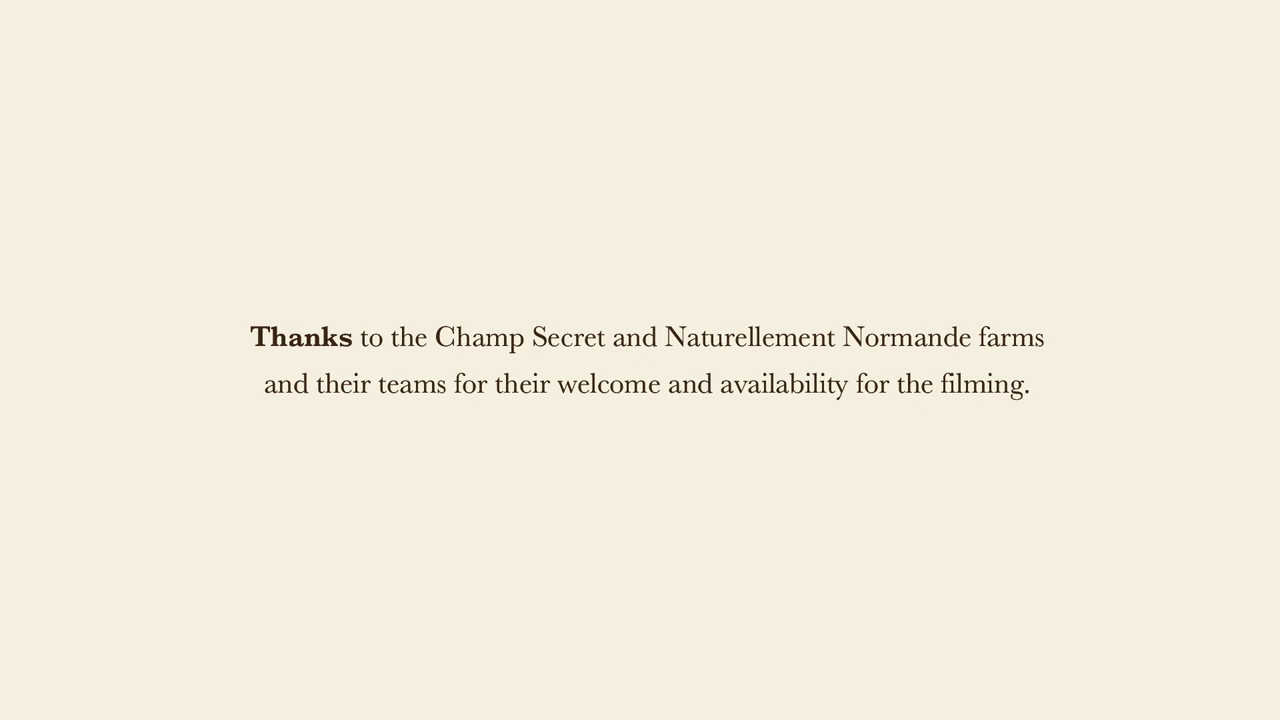 Thanks to the Champ Secret and Naturellement Normande farms
and their teams for their welcome and availability for the filming.